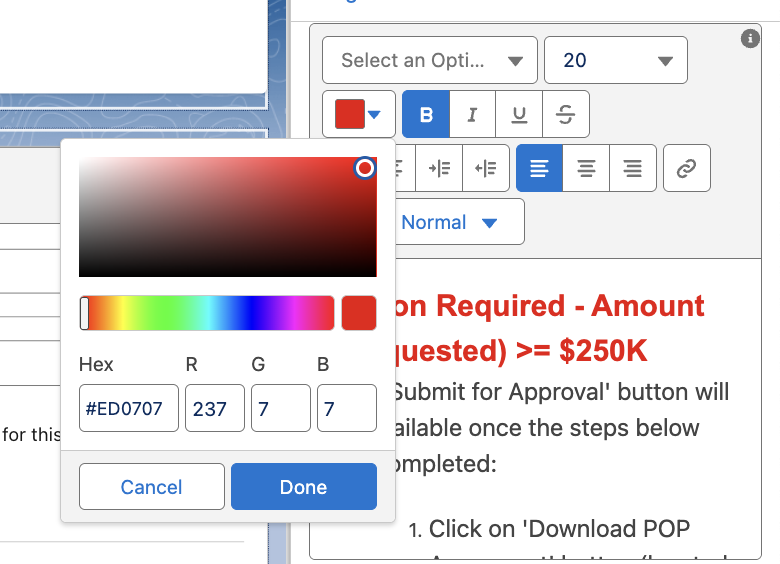 Select an Opti...
20
B I U S
Normal
Hex R G B
#ED0707 237 7 7
Cancel Done
for this
on Required - Amount
uested) >= $250K
Submit for Approval' button will
ailable once the steps below
ompleted:
1. Click on 'Download POP